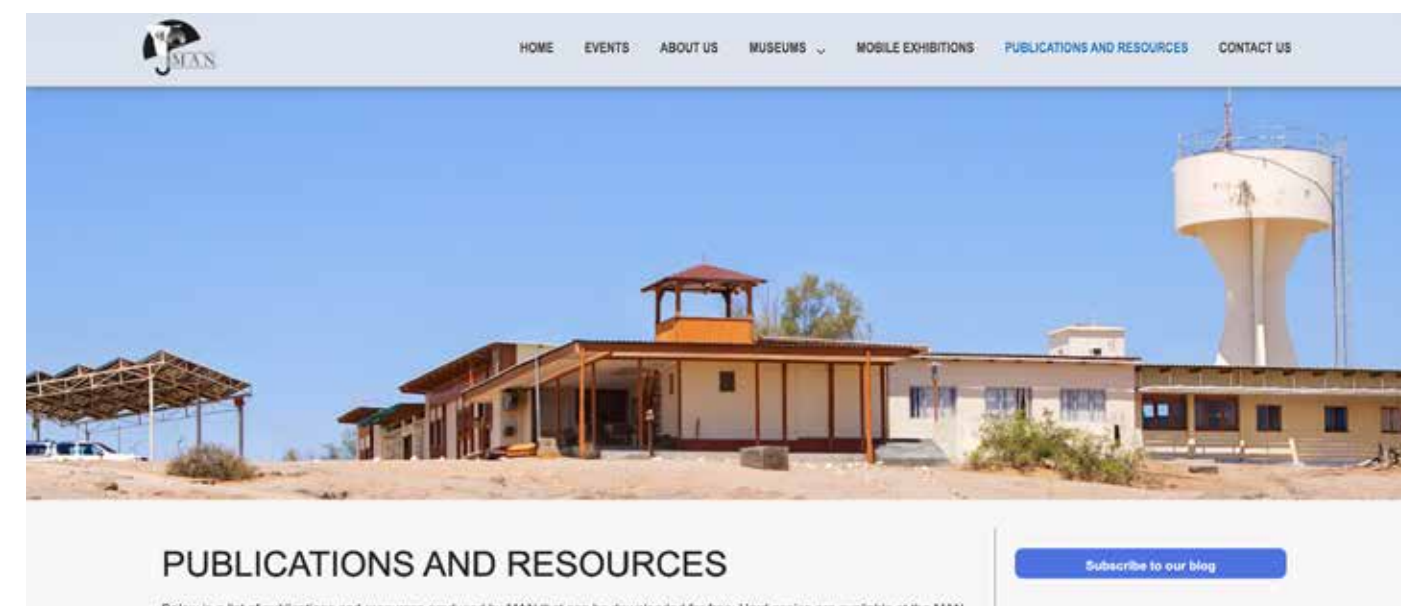 MAN
HOME EVENTS ABOUT US MUSEUMS MOBILE EXHIBITIONS PUBLICATIONS AND RESOURCES CONTACT US
PUBLICATIONS AND RESOURCES
Subscribe to our blog